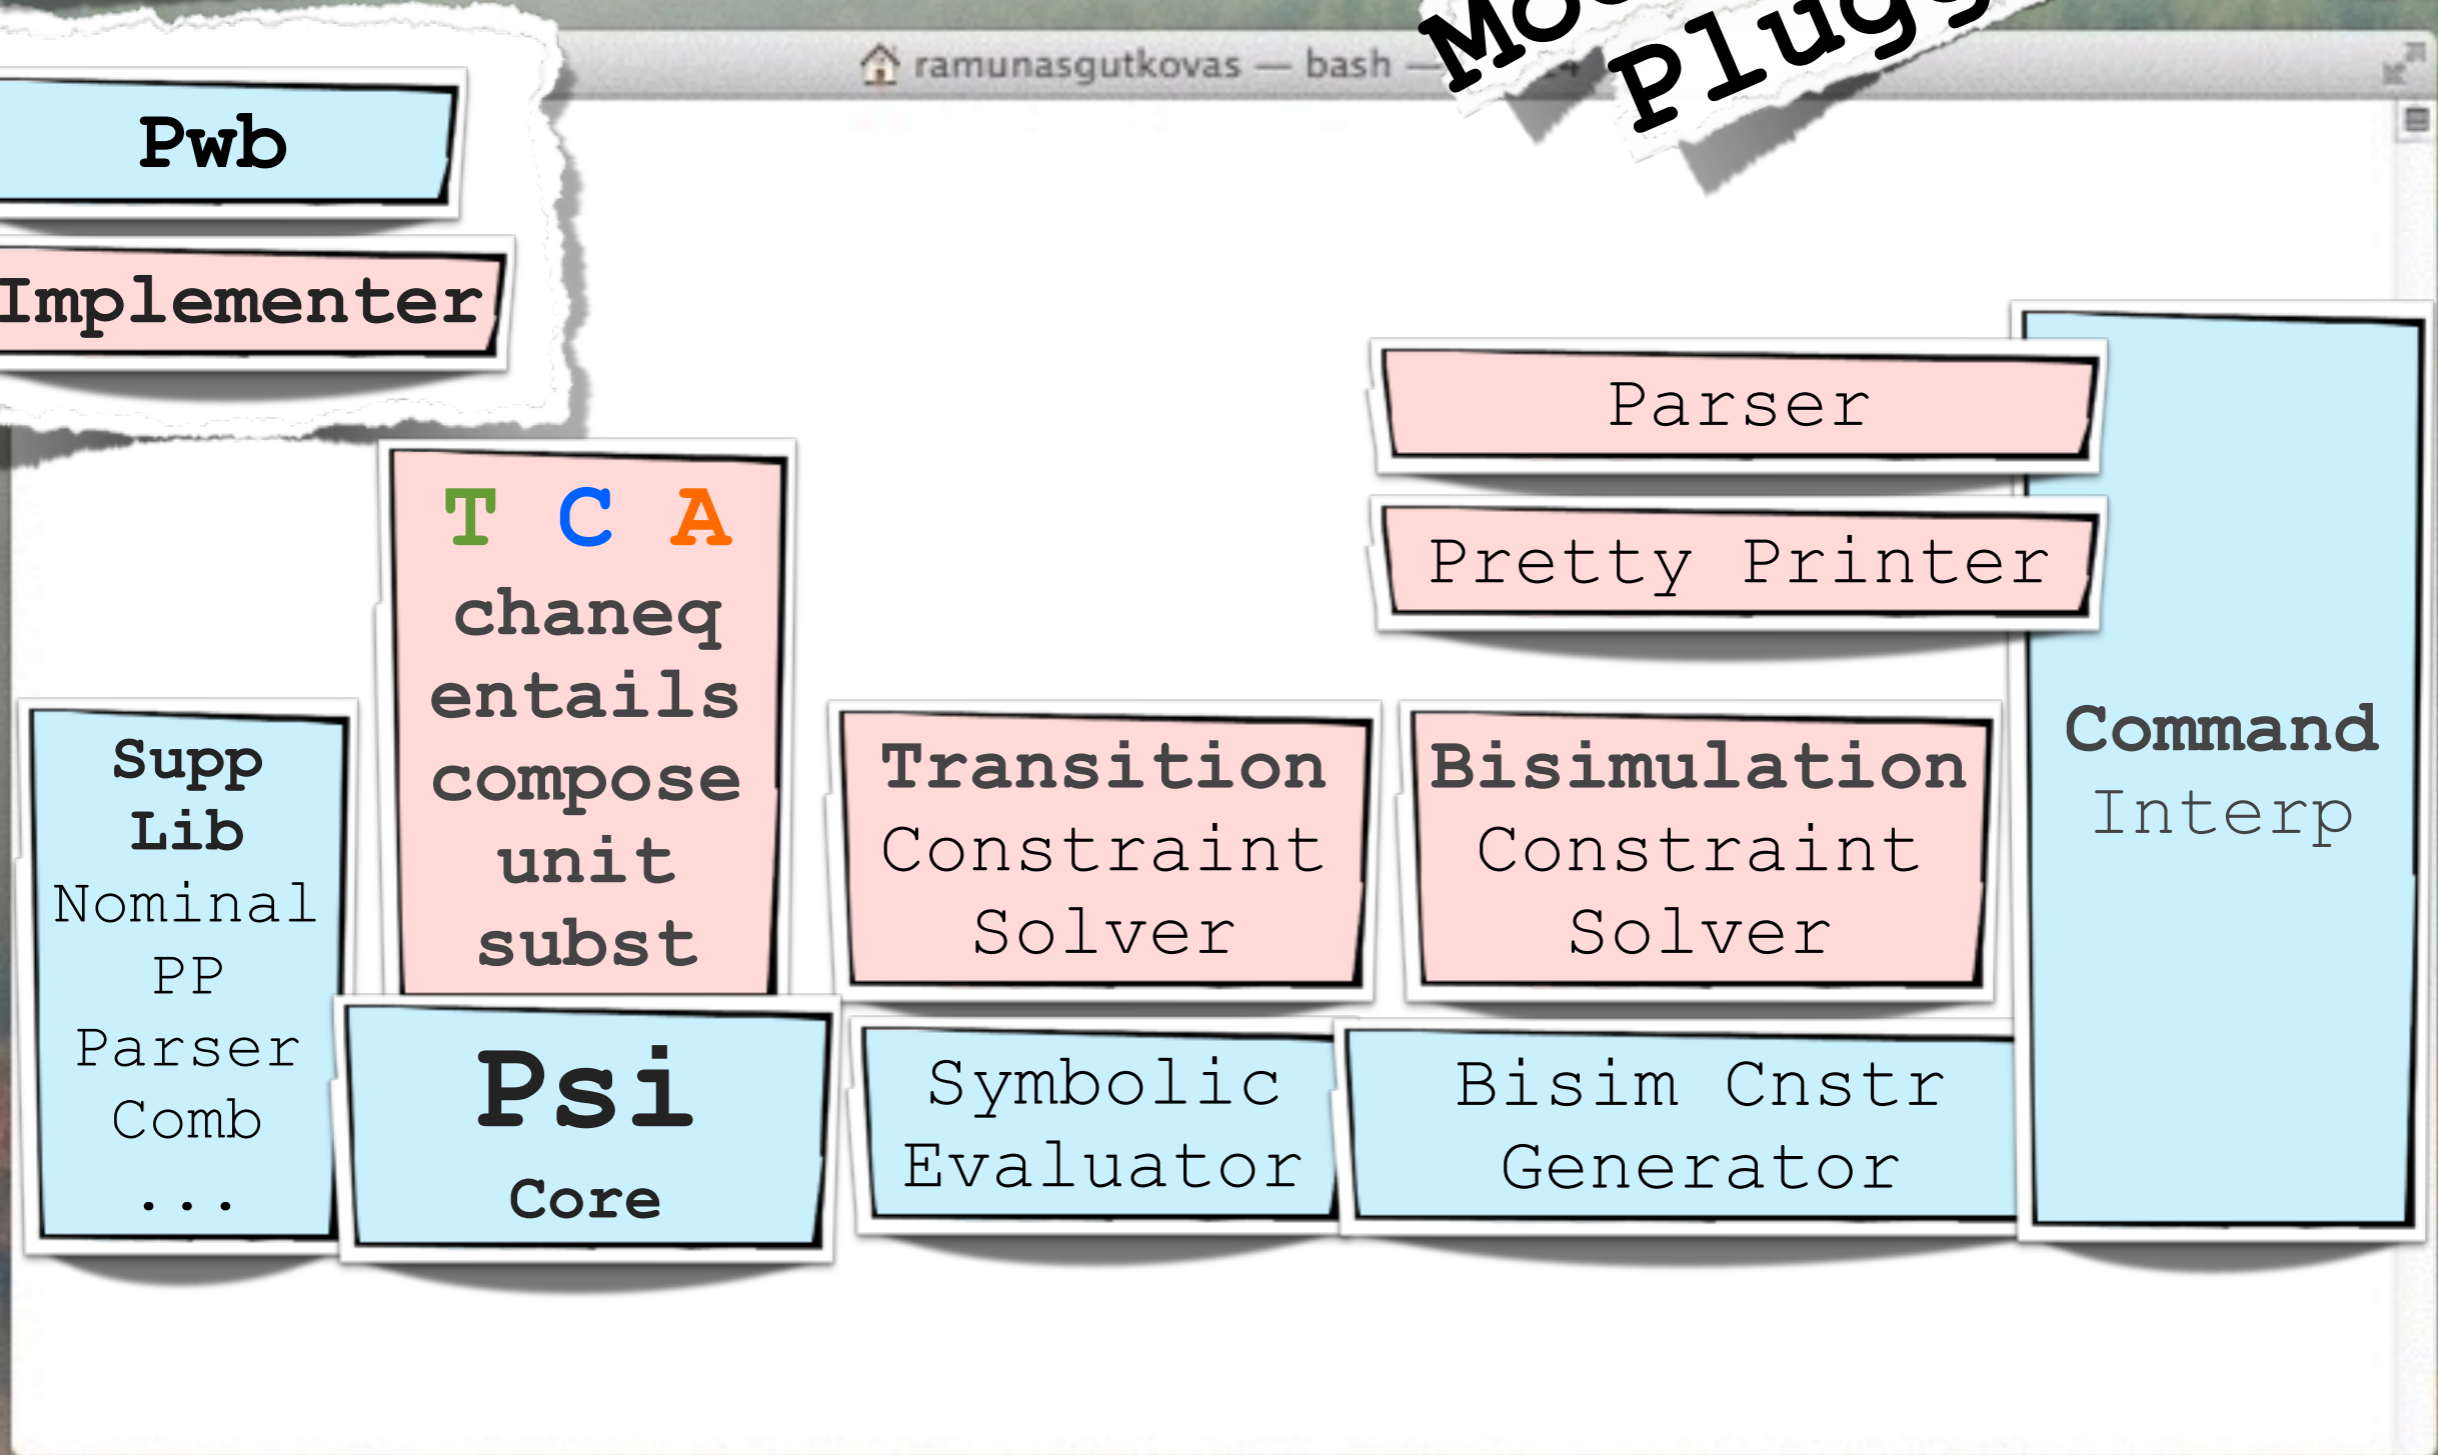 ramunasgutkovas — bash —
Pwb
Implementer
Parser
Pretty Printer
T C A
chaneq
entails
compose
unit
subst
Supp
Lib
Nominal
PP
Parser
Comb
...
Psi
Core
Transition
Constraint
Solver
Symbolic
Evaluator
Bisimulation
Constraint
Solver
Bisim Cnstr
Generator
Command
Interp